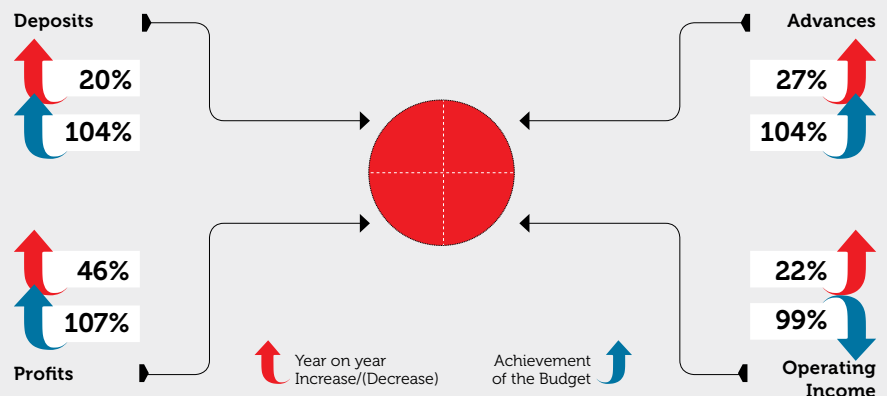 Deposits
20%
104%
Advances
27%
104%
46%
107%
Profits
22%
99%
Operating
Income
Year on year
Increase/(Decrease)
Achievement
of the Budget